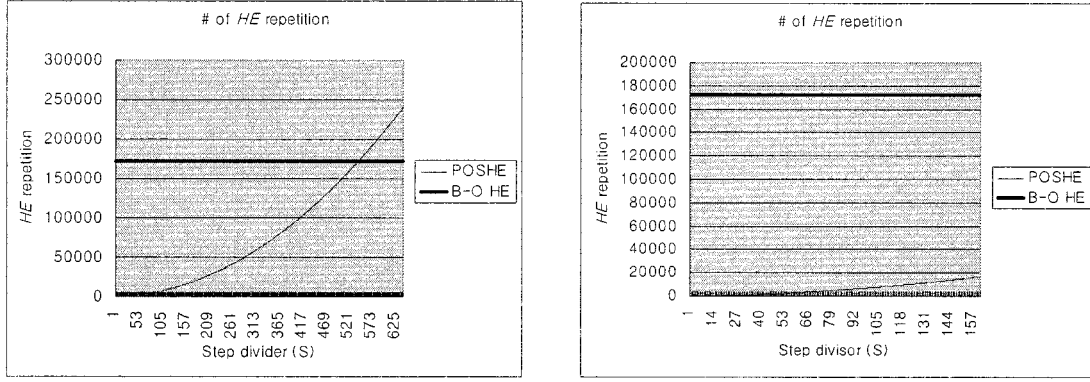 # of HE repetition
300000
250000
200000
150000
100000
50000
0
HE repetition
1 53 105 157 209 261 313 365 417 469 521 573 625
Step divider (S)
POSHE
B-O HE
# of HE repetition
200000
180000
160000
140000
120000
100000
80000
60000
40000
20000
0
HE repetition
1 14 27 40 53 66 79 92 105 118 131 144 157
Step divisor (S)
POSHE
B-O HE